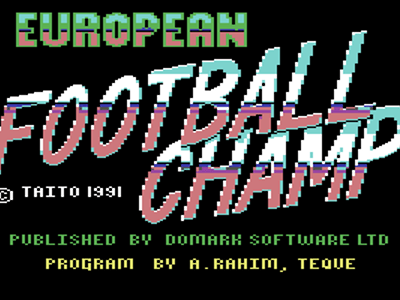 EUROPEAN
FOOTBALL
CHAMP
© TAITO 1991
PUBLISHED BY DOMARK SOFTWARE LTD
PROGRAM BY A.RAHIM, TEQUE